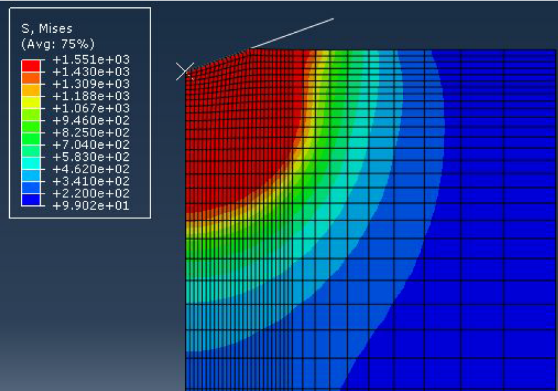 S, Mises
(Avg: 75%)
+1.551e+03
+1.430e+03
+1.309e+03
+1.188e+03
+1.067e+03
+9.460e+02
+8.250e+02
+7.040e+02
+5.830e+02
+4.620e+02
+3.410e+02
+2.200e+02
+9.902e+01